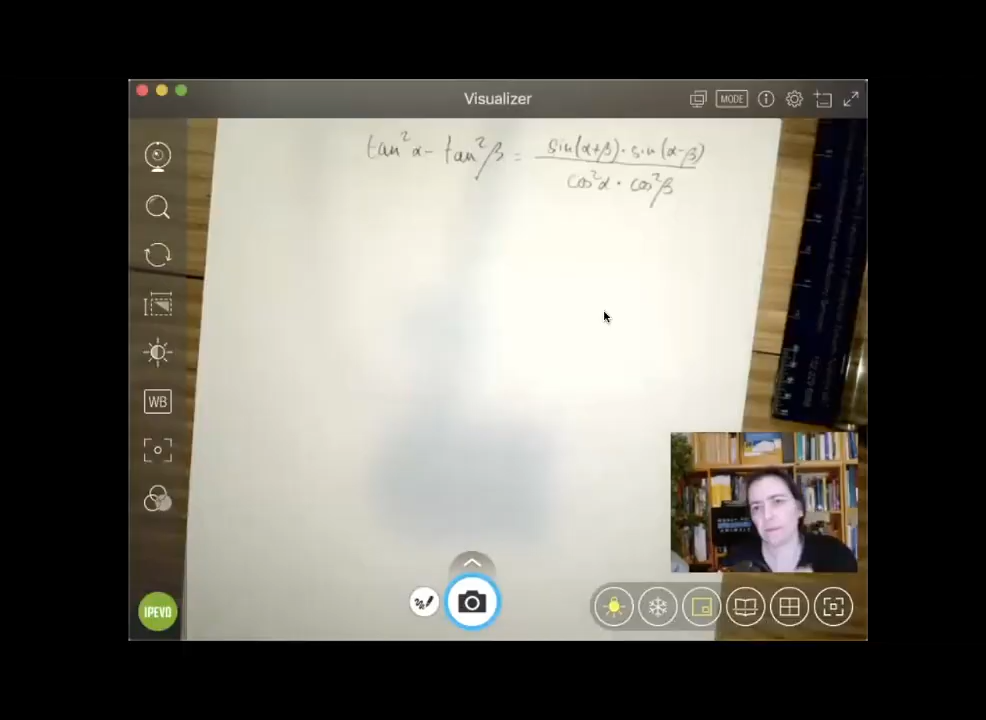 Visualizer
MODE
tan²α - tan²β = sin(α+β)·sin(α-β) / cos²α · cos²β
WB
IPEVO